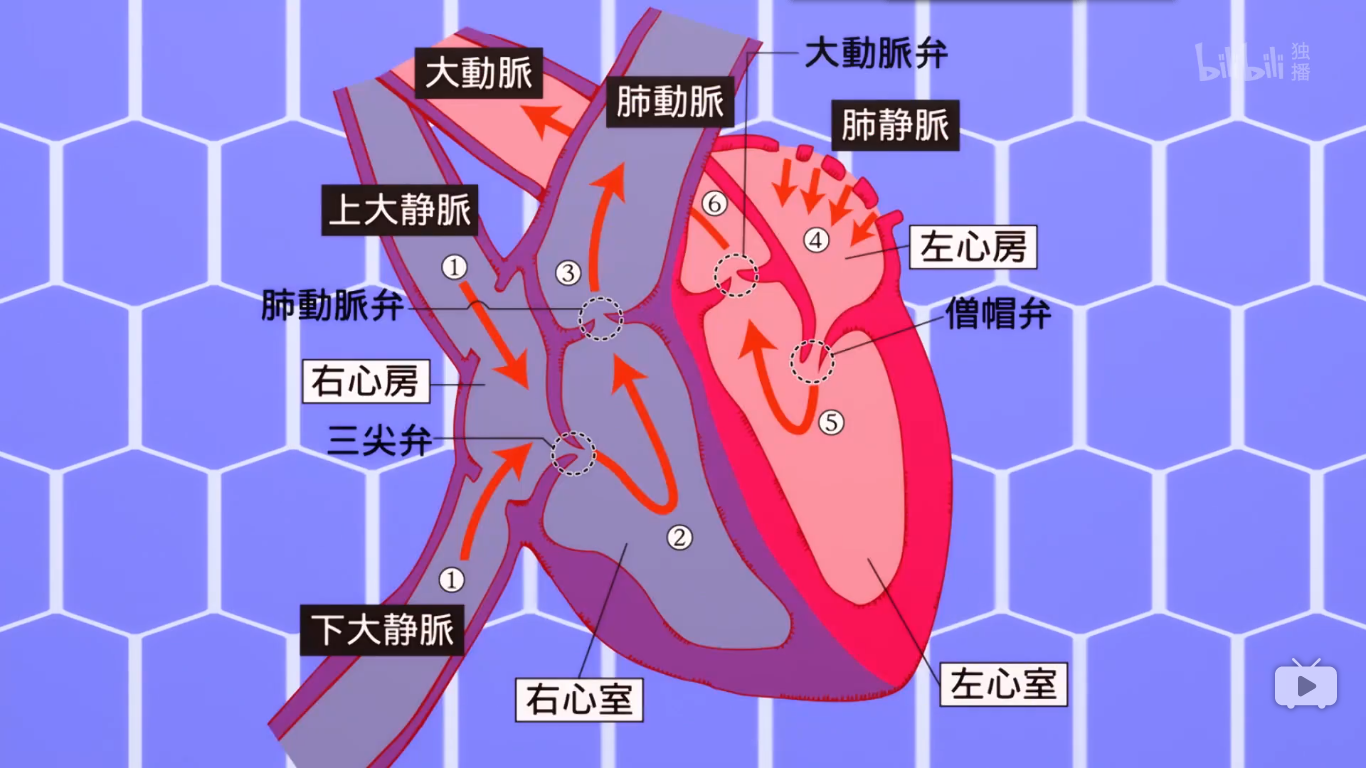 大動脈弁
bilibili 独播
大動脈
肺動脈
肺静脈
上大静脈
⑥
④
左心房
①
③
肺動脈弁
僧帽弁
右心房
三尖弁
⑤
②
①
下大静脈
右心室
左心室